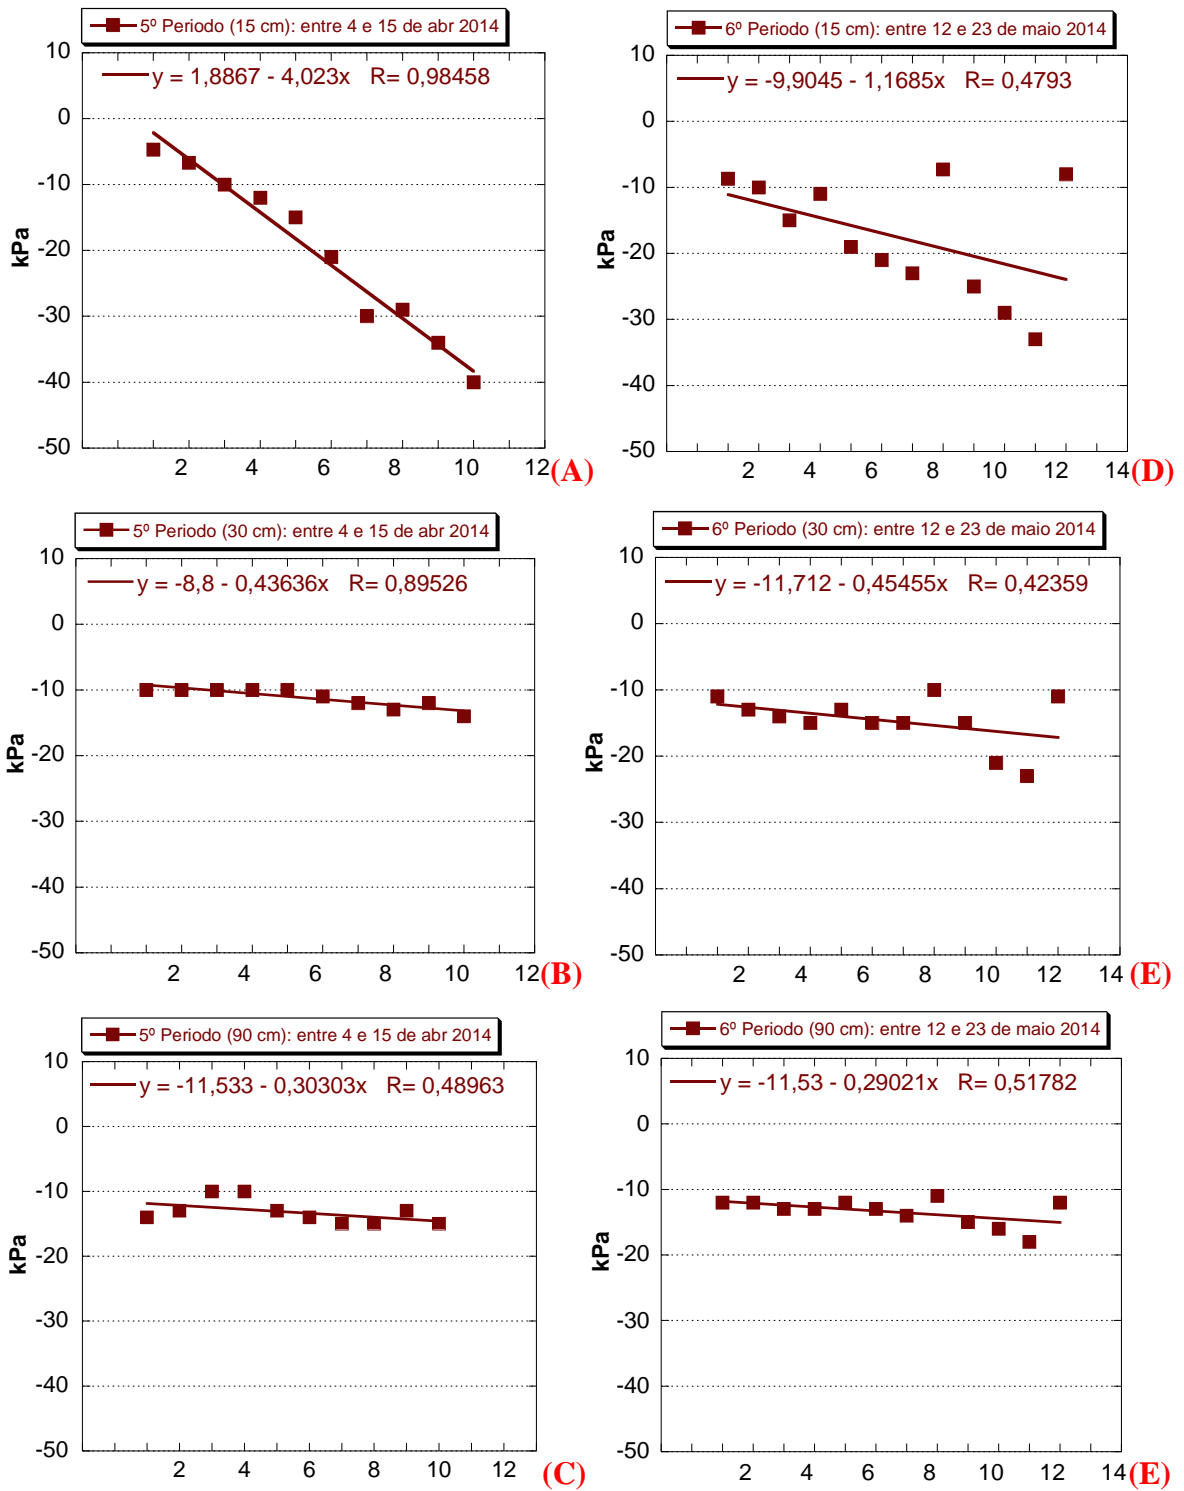 5º Periodo (15 cm): entre 4 e 15 de abr 2014
y = 1,8867 - 4,023x R= 0,98458
10
0
-10
-20
-30
-40
-50
kPa
2 4 6 8 10 12
(A)
6º Periodo (15 cm): entre 12 e 23 de maio 2014
y = -9,9045 - 1,1685x R= 0,4793
10
0
-10
-20
-30
-40
-50
kPa
2 4 6 8 10 12 14
(D)
5º Periodo (30 cm): entre 4 e 15 de abr 2014
y = -8,8 - 0,43636x R= 0,89526
10
0
-10
-20
-30
-40
-50
kPa
2 4 6 8 10 12
(B)
6º Periodo (30 cm): entre 12 e 23 de maio 2014
y = -11,712 - 0,45455x R= 0,42359
10
0
-10
-20
-30
-40
-50
kPa
2 4 6 8 10 12 14
(E)
5º Periodo (90 cm): entre 4 e 15 de abr 2014
y = -11,533 - 0,30303x R= 0,48963
10
0
-10
-20
-30
-40
-50
kPa
2 4 6 8 10 12
(C)
6º Periodo (90 cm): entre 12 e 23 de maio 2014
y = -11,53 - 0,29021x R= 0,51782
10
0
-10
-20
-30
-40
-50
kPa
2 4 6 8 10 12 14
(E)